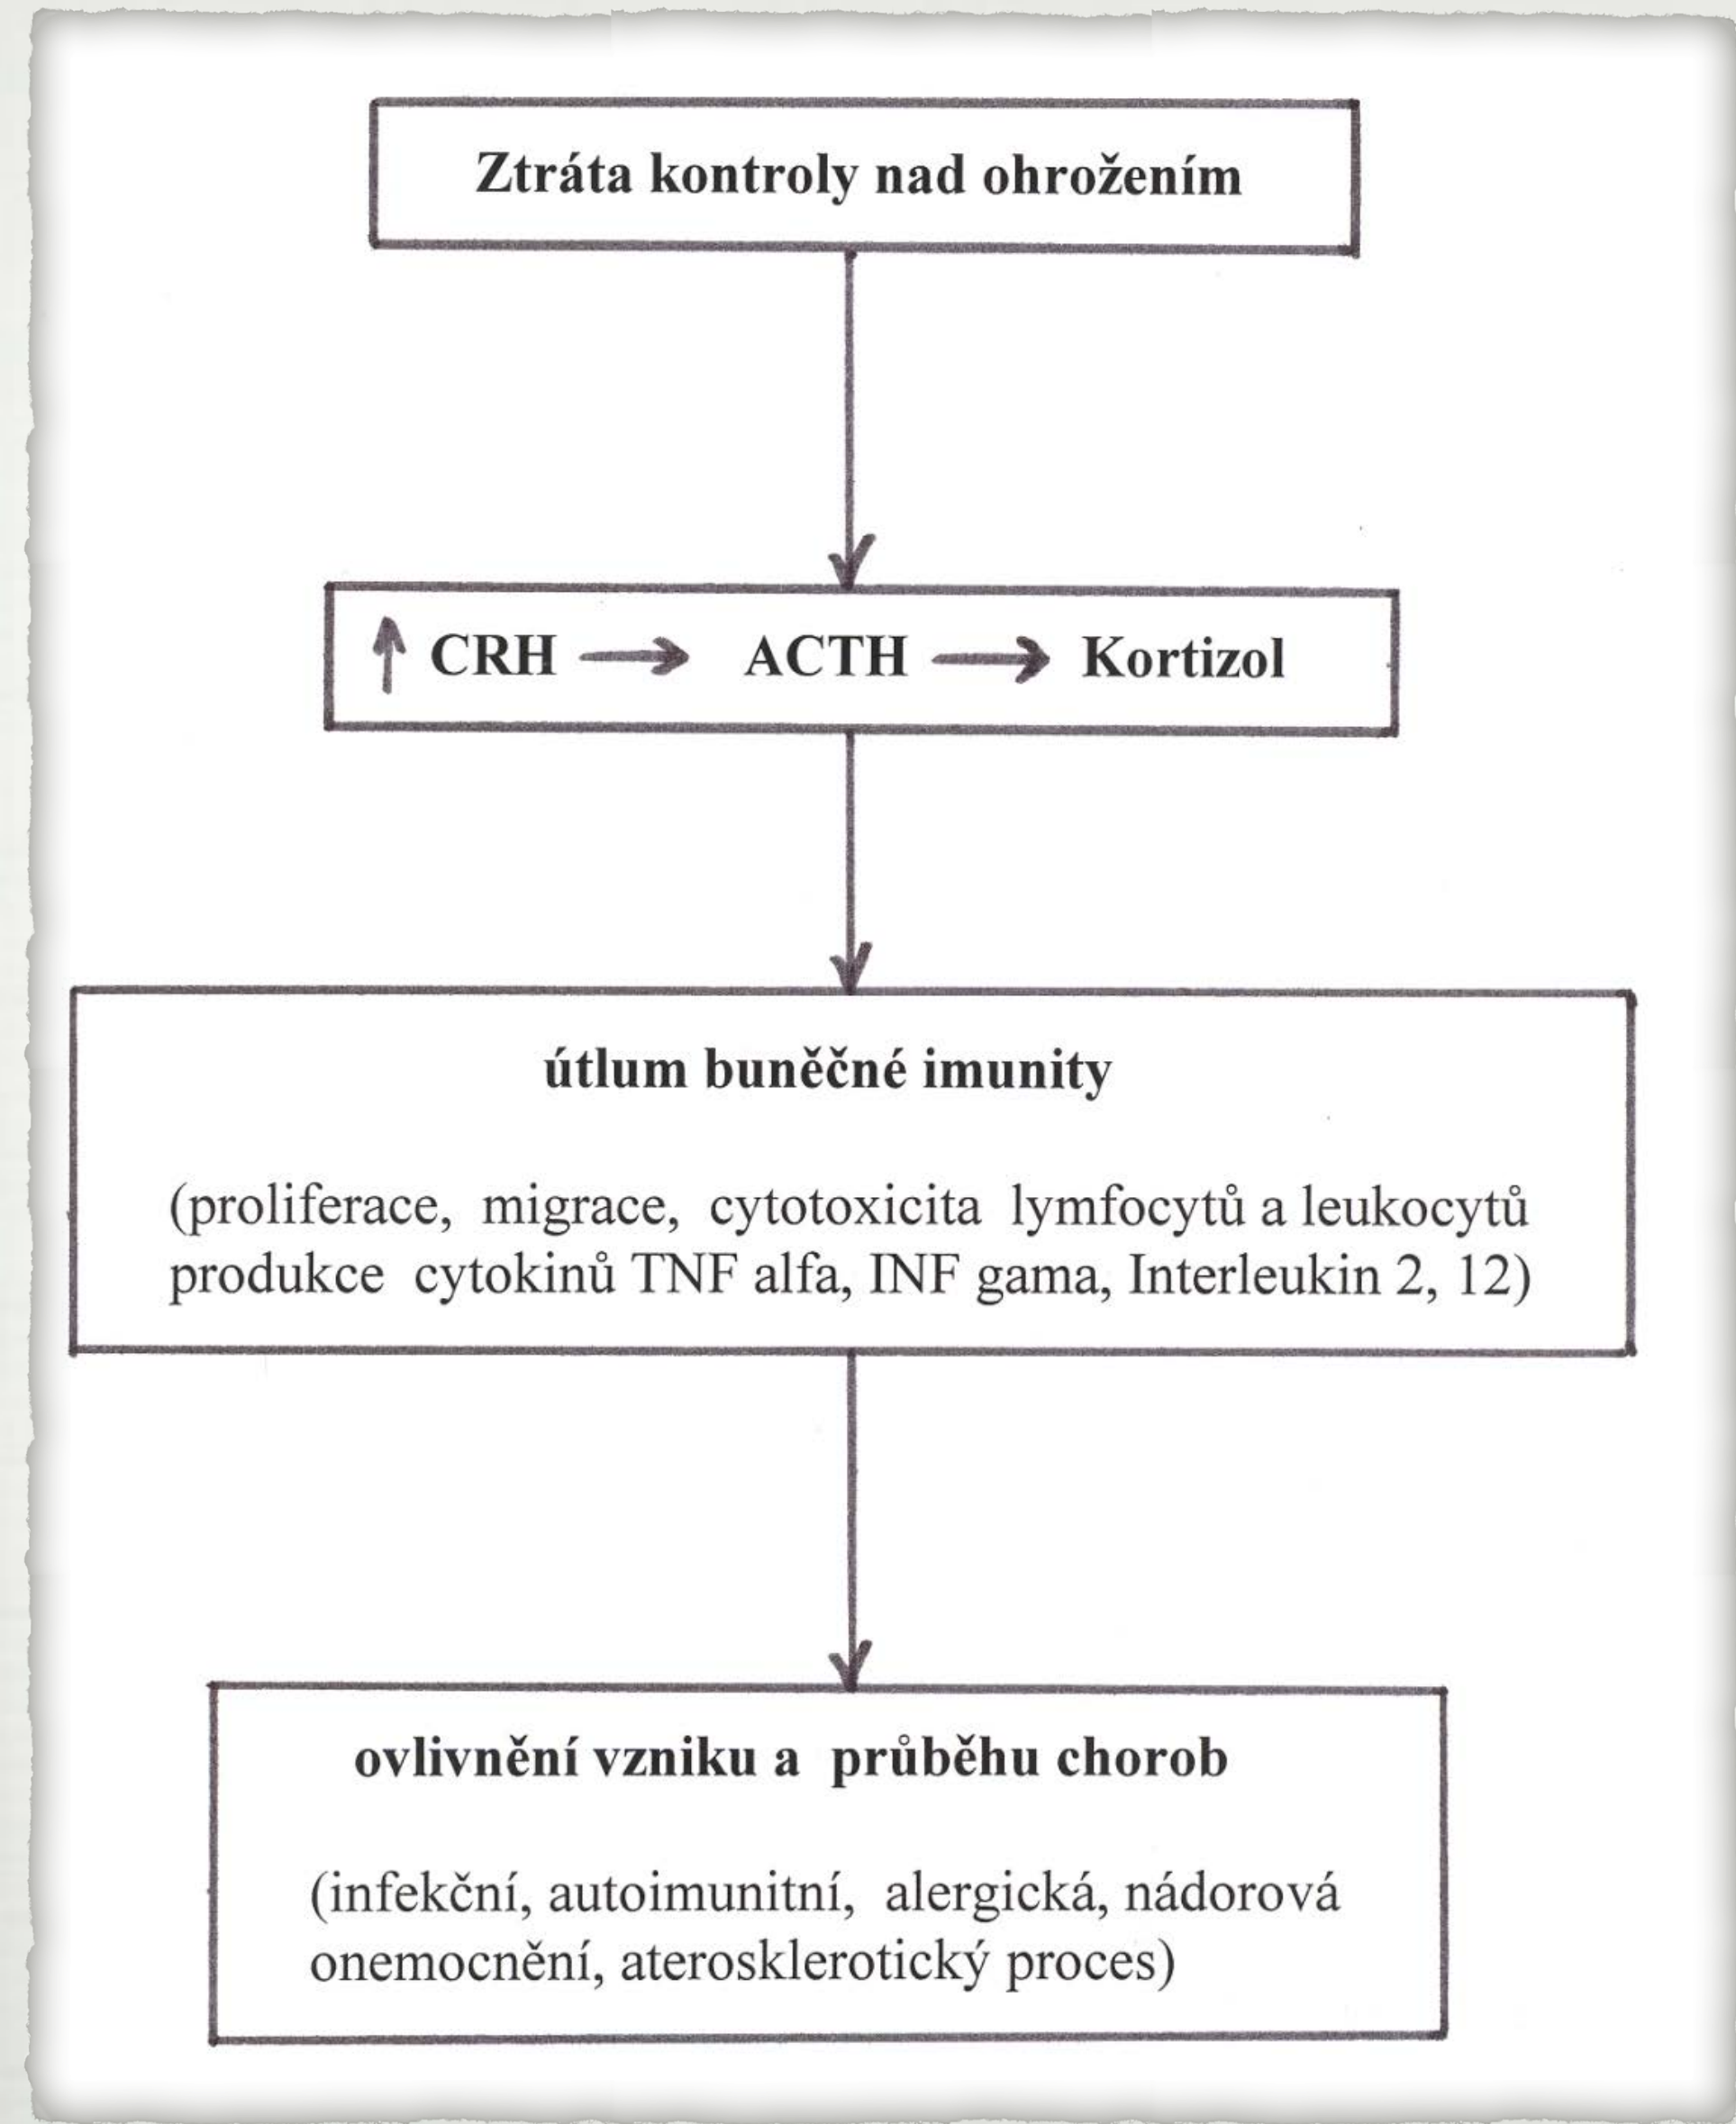 Ztráta kontroly nad ohrožením
↑ CRH → ACTH → Kortizol
útlum buněčné imunity
(proliferace, migrace, cytotoxicita lymfocytů a leukocytů
produkce cytokinů TNF alfa, INF gama, Interleukin 2, 12)
ovlivnění vzniku a průběhu chorob
(infekční, autoimunitní, alergická, nádorová
onemocnění, aterosklerotický proces)